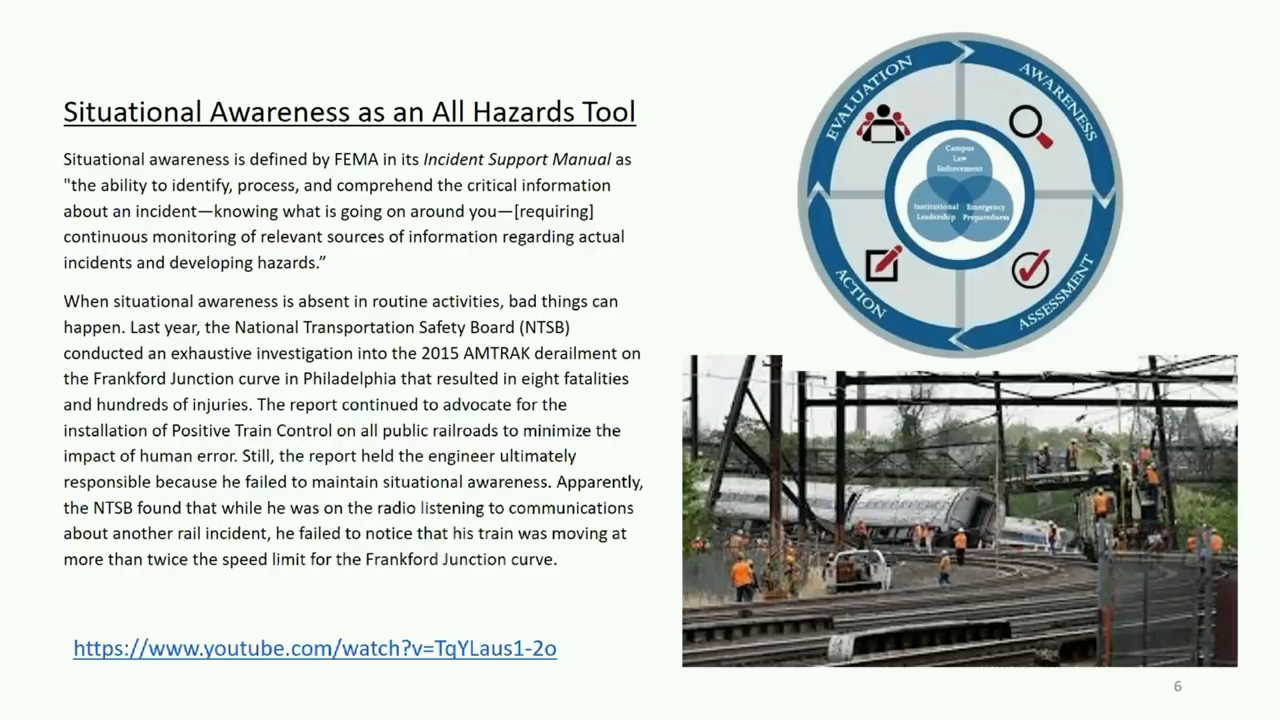 Situational Awareness as an All Hazards Tool
Situational awareness is defined by FEMA in its Incident Support Manual as
"the ability to identify, process, and comprehend the critical information
about an incident—knowing what is going on around you—[requiring]
continuous monitoring of relevant sources of information regarding actual
incidents and developing hazards.”
When situational awareness is absent in routine activities, bad things can
happen. Last year, the National Transportation Safety Board (NTSB)
conducted an exhaustive investigation into the 2015 AMTRAK derailment on
the Frankford Junction curve in Philadelphia that resulted in eight fatalities
and hundreds of injuries. The report continued to advocate for the
installation of Positive Train Control on all public railroads to minimize the
impact of human error. Still, the report held the engineer ultimately
responsible because he failed to maintain situational awareness. Apparently,
the NTSB found that while he was on the radio listening to communications
about another rail incident, he failed to notice that his train was moving at
more than twice the speed limit for the Frankford Junction curve.
https://www.youtube.com/watch?v=TqYLaus1-2o
EVALUATION
AWARENESS
Campus
Law
Enforcement
Institutional
Leadership
Emergency
Preparedness
ACTION
ASSESSMENT
6